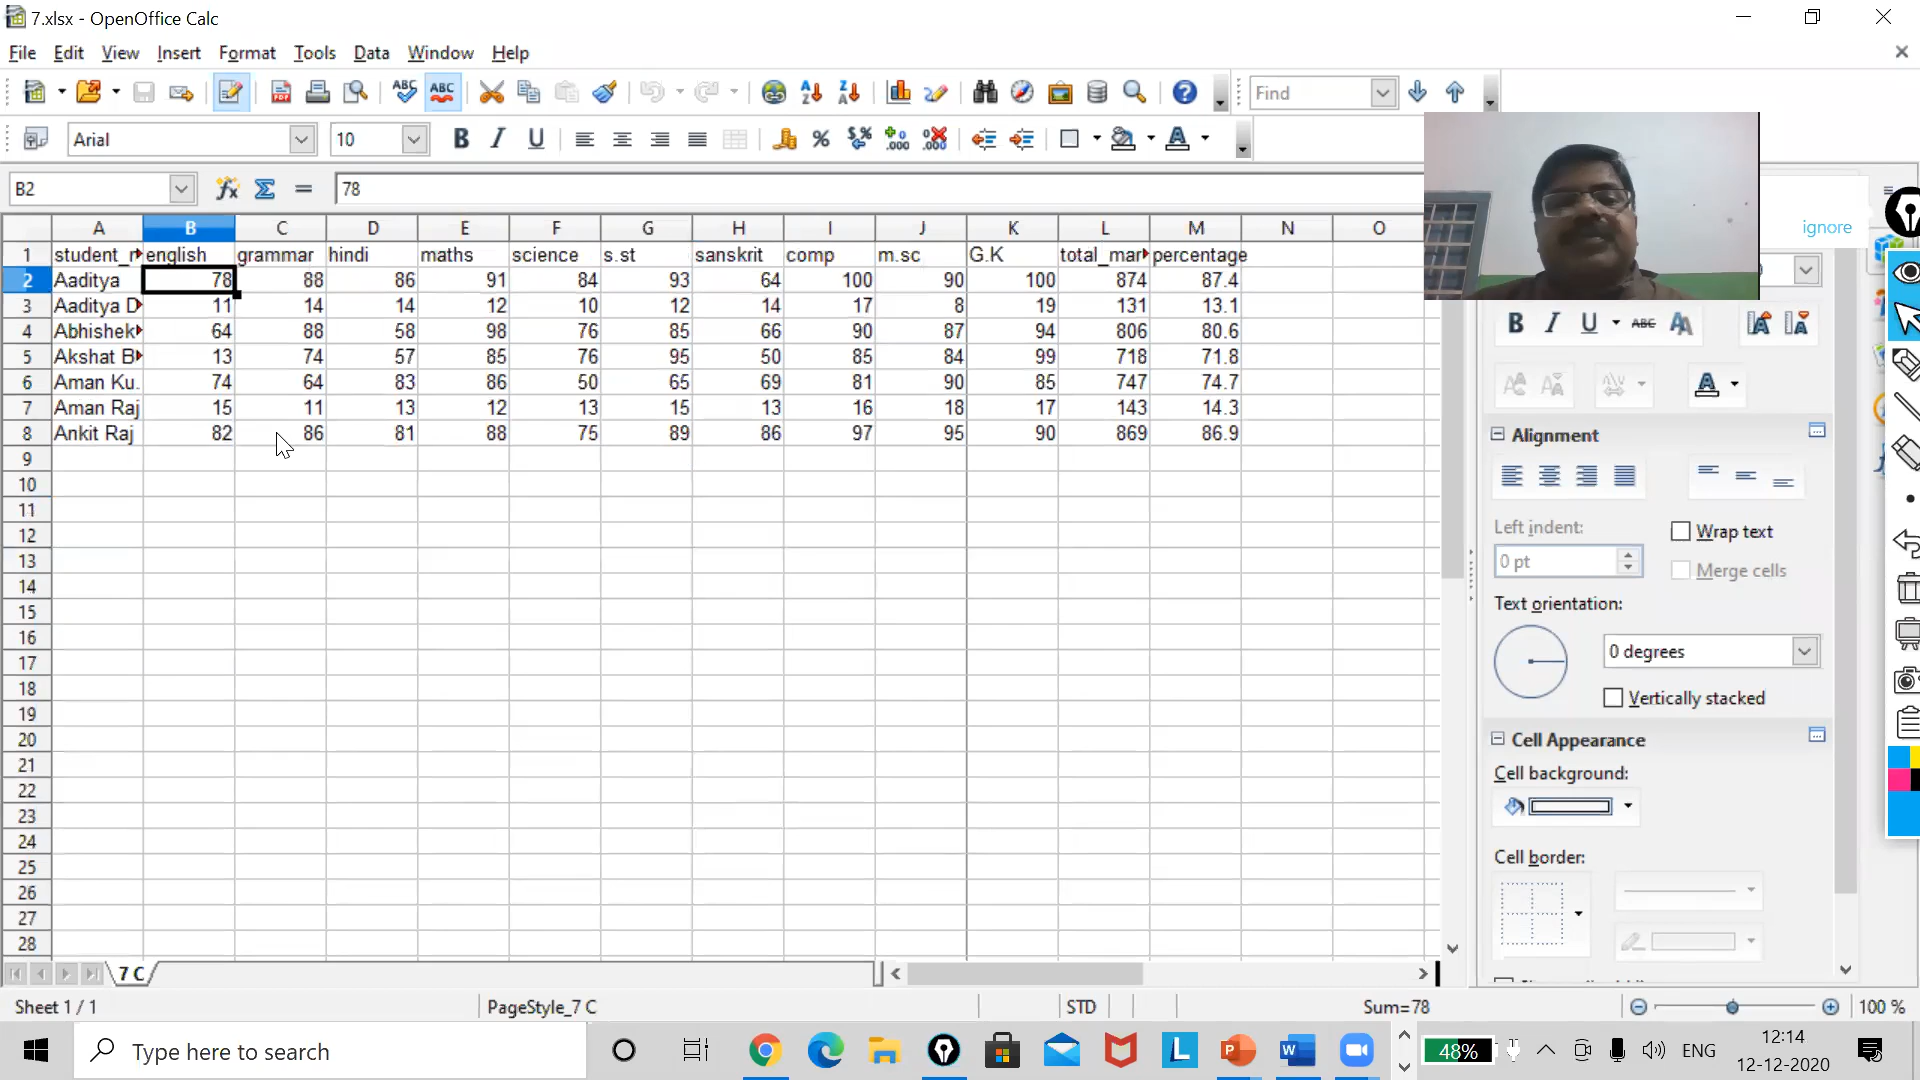 7.xlsx - OpenOffice Calc
File Edit View Insert Format Tools Data Window Help
Find
Arial 10
ignore
B2 78
A B C D E F G H I J K L M N O
1 student_n english grammar hindi maths science s.st sanskrit comp m.sc G.K total_mar percentage
2 Aaditya 78 88 86 91 84 93 64 100 90 100 874 87.4
3 Aaditya D 11 14 14 12 10 12 14 17 8 19 131 13.1
4 Abhishek 64 88 58 98 76 85 66 90 87 94 806 80.6
5 Akshat B 13 74 57 85 76 95 50 85 84 99 718 71.8
6 Aman Ku. 74 64 83 86 50 65 69 81 90 85 747 74.7
7 Aman Raj 15 11 13 12 13 15 13 16 18 17 143 14.3
8 Ankit Raj 82 86 81 88 75 89 86 97 95 90 869 86.9
9
10
11
12
13
14
15
16
17
18
19
20
21
22
23
24
25
26
27
28
Alignment
Left indent:
Wrap text
0 pt
Merge cells
Text orientation:
0 degrees
Vertically stacked
Cell Appearance
Cell background:
Cell border:
7 C
Sheet 1 / 1 PageStyle_7 C STD Sum=78 100 %
Type here to search
48%
ENG
12:14
12-12-2020